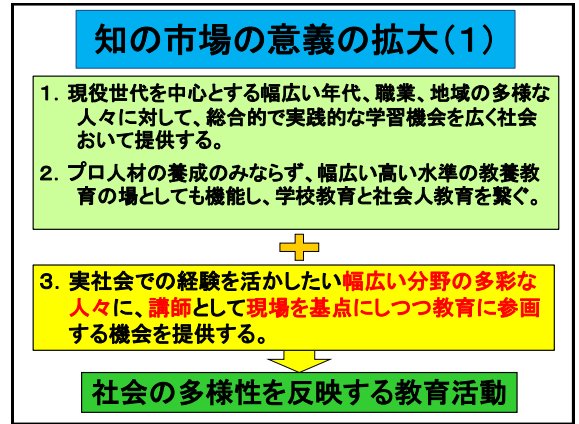 知の市場の意義の拡大(1)
1. 現役世代を中心とする幅広い年代、職業、地域の多様な
人々に対して、総合的で実践的な学習機会を広く社会
おいて提供する。
2. プロ人材の養成のみならず、幅広い高い水準の教養教
育の場としても機能し、学校教育と社会人教育を繋ぐ。
3. 実社会での経験を活かしたい幅広い分野の多彩な
人々に、講師として現場を基点にしつつ教育に参画
する機会を提供する。
社会の多様性を反映する教育活動